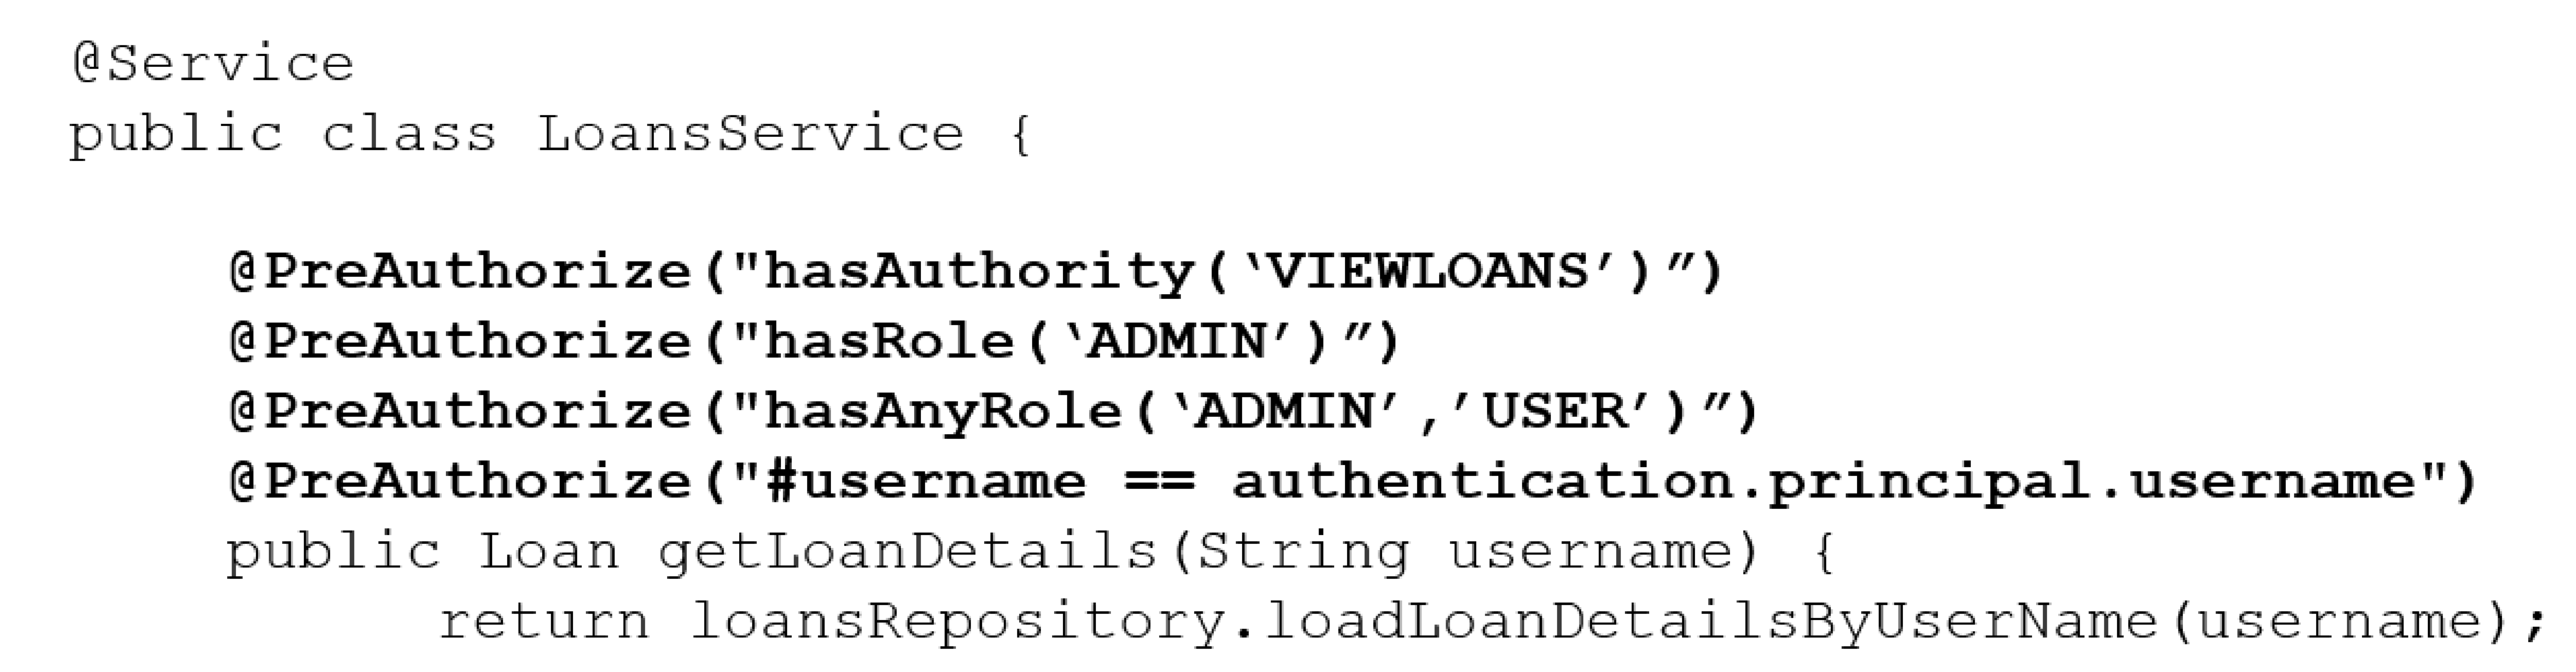 @Service
public class LoansService {
@PreAuthorize("hasAuthority(‘VIEWLOANS’)”)
@PreAuthorize("hasRole(‘ADMIN’)”)
@PreAuthorize("hasAnyRole(‘ADMIN’,’USER’)”)
@PreAuthorize("#username == authentication.principal.username")
public Loan getLoanDetails(String username) {
return loansRepository.loadLoanDetailsByUserName(username);